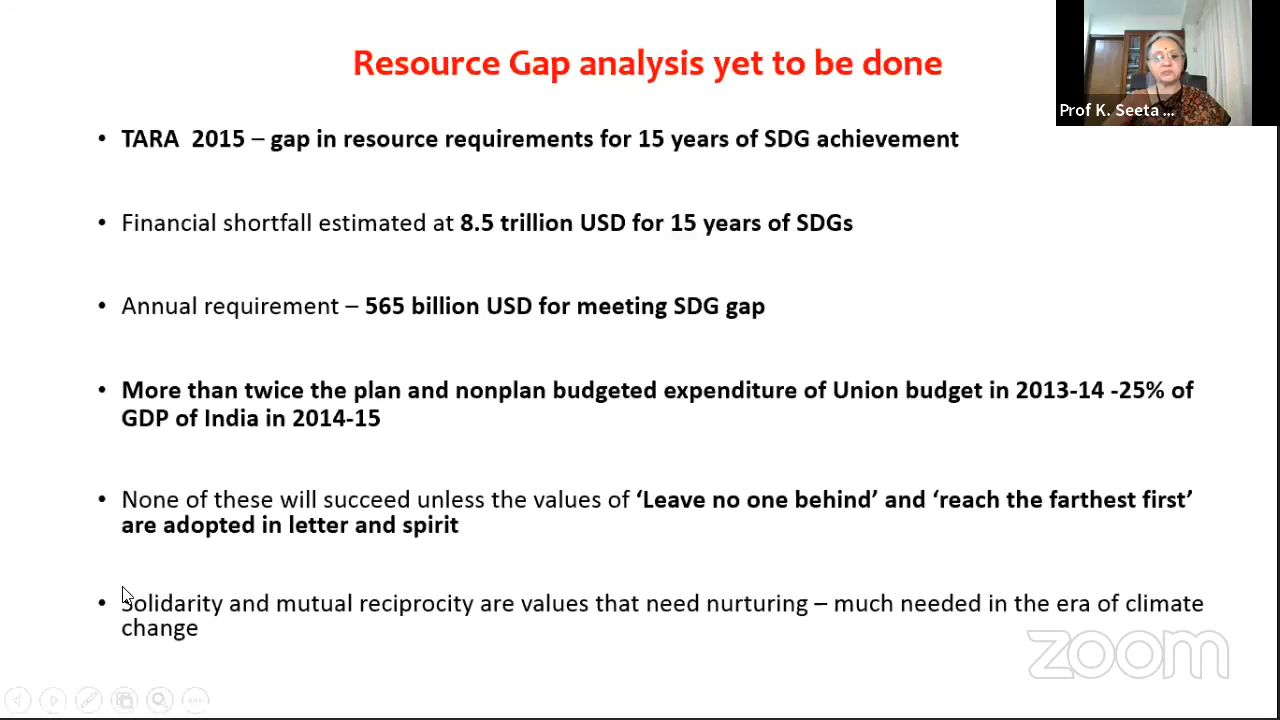 Resource Gap analysis yet to be done
Prof K. Seeta ...
• TARA 2015 – gap in resource requirements for 15 years of SDG achievement
• Financial shortfall estimated at 8.5 trillion USD for 15 years of SDGs
• Annual requirement – 565 billion USD for meeting SDG gap
• More than twice the plan and nonplan budgeted expenditure of Union budget in 2013-14 -25% of
GDP of India in 2014-15
• None of these will succeed unless the values of ‘Leave no one behind’ and ‘reach the farthest first’
are adopted in letter and spirit
• Solidarity and mutual reciprocity are values that need nurturing – much needed in the era of climate
change
zoom